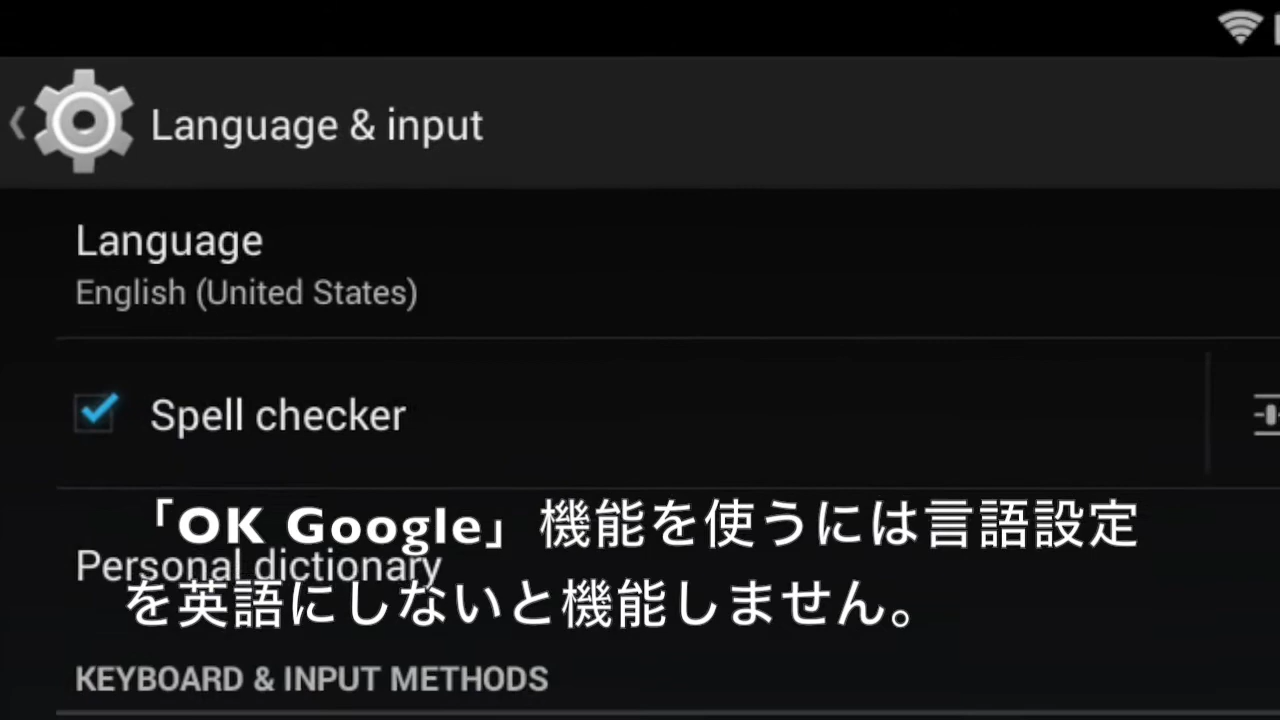 Language & input
Language
English (United States)
Spell checker
「OK Google」機能を使うには言語設定
Personal dictionary
を英語にしないと機能しません。
KEYBOARD & INPUT METHODS